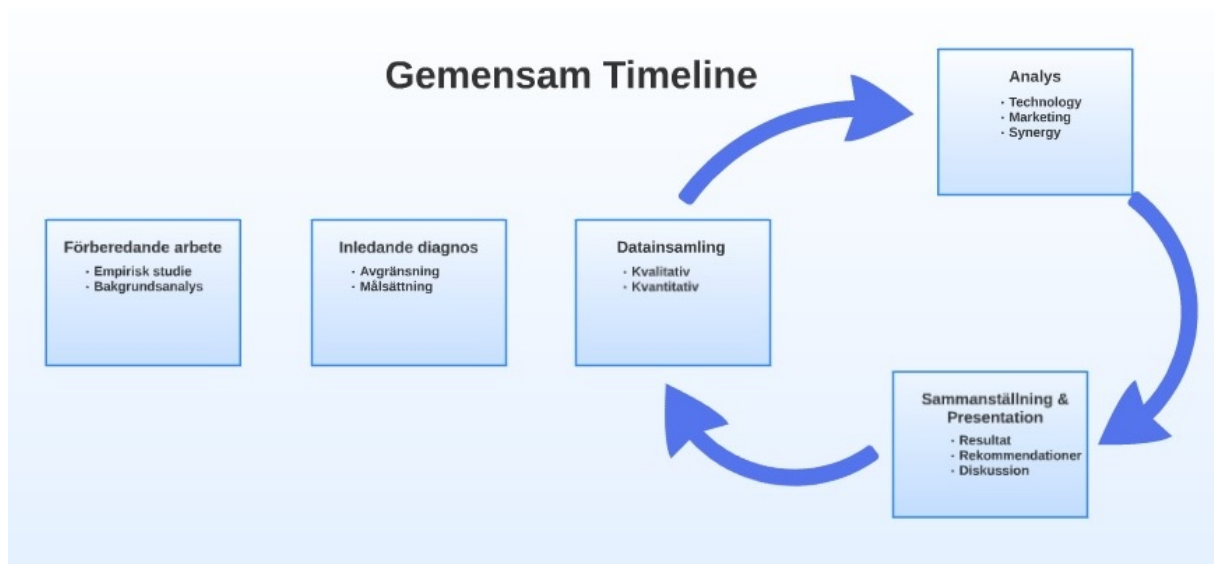 Gemensam Timeline
Förberedande arbete
· Empirisk studie
· Bakgrundsanalys
Inledande diagnos
· Avgränsning
· Målsättning
Datainsamling
· Kvalitativ
· Kvantitativ
Analys
· Technology
· Marketing
· Synergy
Sammanställning &
Presentation
· Resultat
· Rekommendationer
· Diskussion